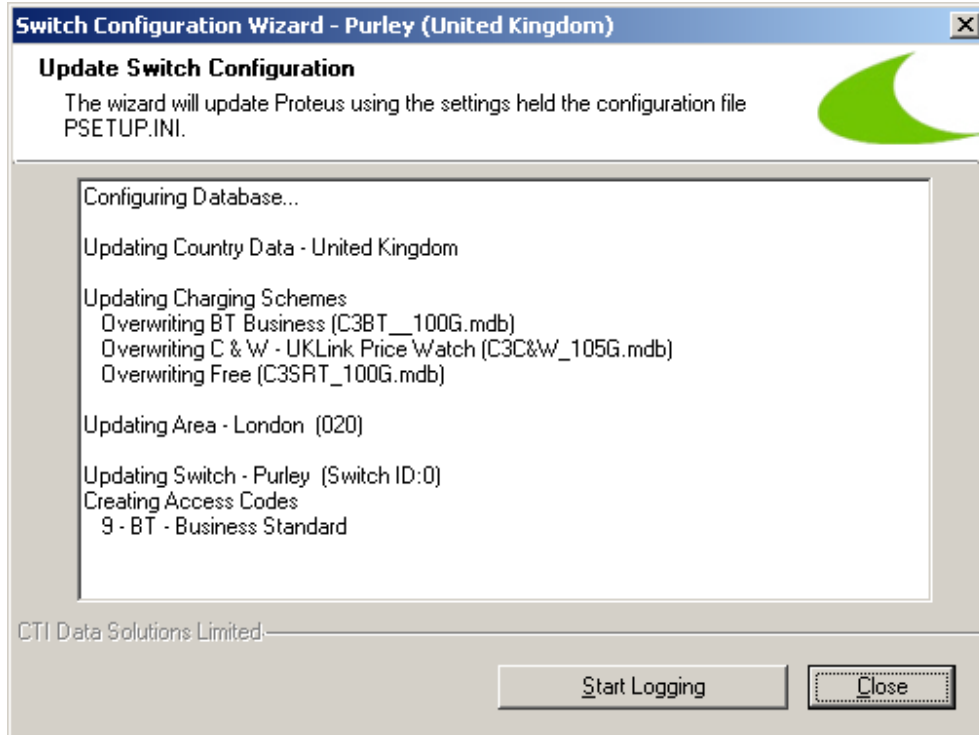 Switch Configuration Wizard - Purley (United Kingdom)
Update Switch Configuration
The wizard will update Proteus using the settings held the configuration file
PSETUP.INI.
Configuring Database...
Updating Country Data - United Kingdom
Updating Charging Schemes
Overwriting BT Business (C3BT__100G.mdb)
Overwriting C & W - UKLink Price Watch (C3C&W_105G.mdb)
Overwriting Free (C3SRT_100G.mdb)
Updating Area - London  (020)
Updating Switch - Purley  (Switch ID:0)
Creating Access Codes
9 - BT - Business Standard
CTI Data Solutions Limited
Start Logging
Close